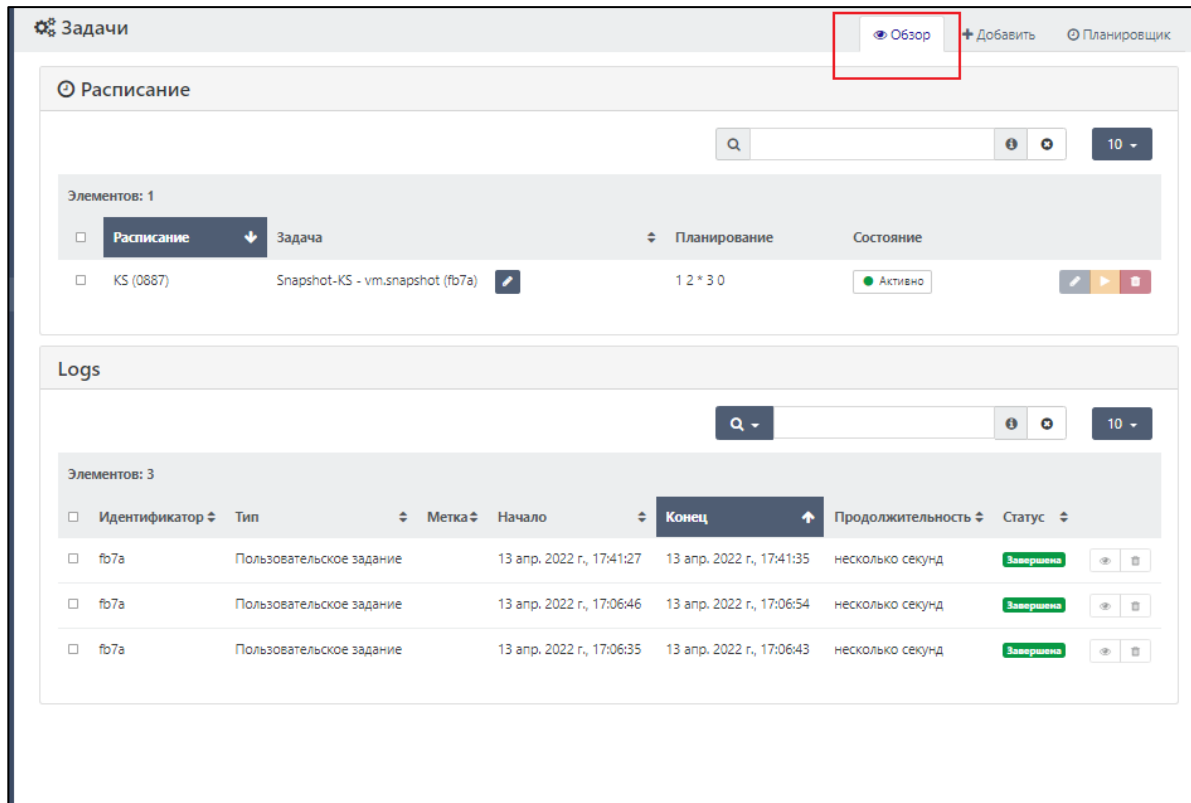 Задачи
Обзор
Добавить
Планировщик
Расписание
10
Элементов: 1
Расписание Задача Планирование Состояние
KS (0887) Snapshot-KS - vm.snapshot (fb7a) 1 2 * 3 0 Активно
Logs
10
Элементов: 3
Идентификатор Тип Метка Начало Конец Продолжительность Статус
fb7a Пользовательское задание 13 апр. 2022 г., 17:41:27 13 апр. 2022 г., 17:41:35 несколько секунд Завершена
fb7a Пользовательское задание 13 апр. 2022 г., 17:06:46 13 апр. 2022 г., 17:06:54 несколько секунд Завершена
fb7a Пользовательское задание 13 апр. 2022 г., 17:06:35 13 апр. 2022 г., 17:06:43 несколько секунд Завершена